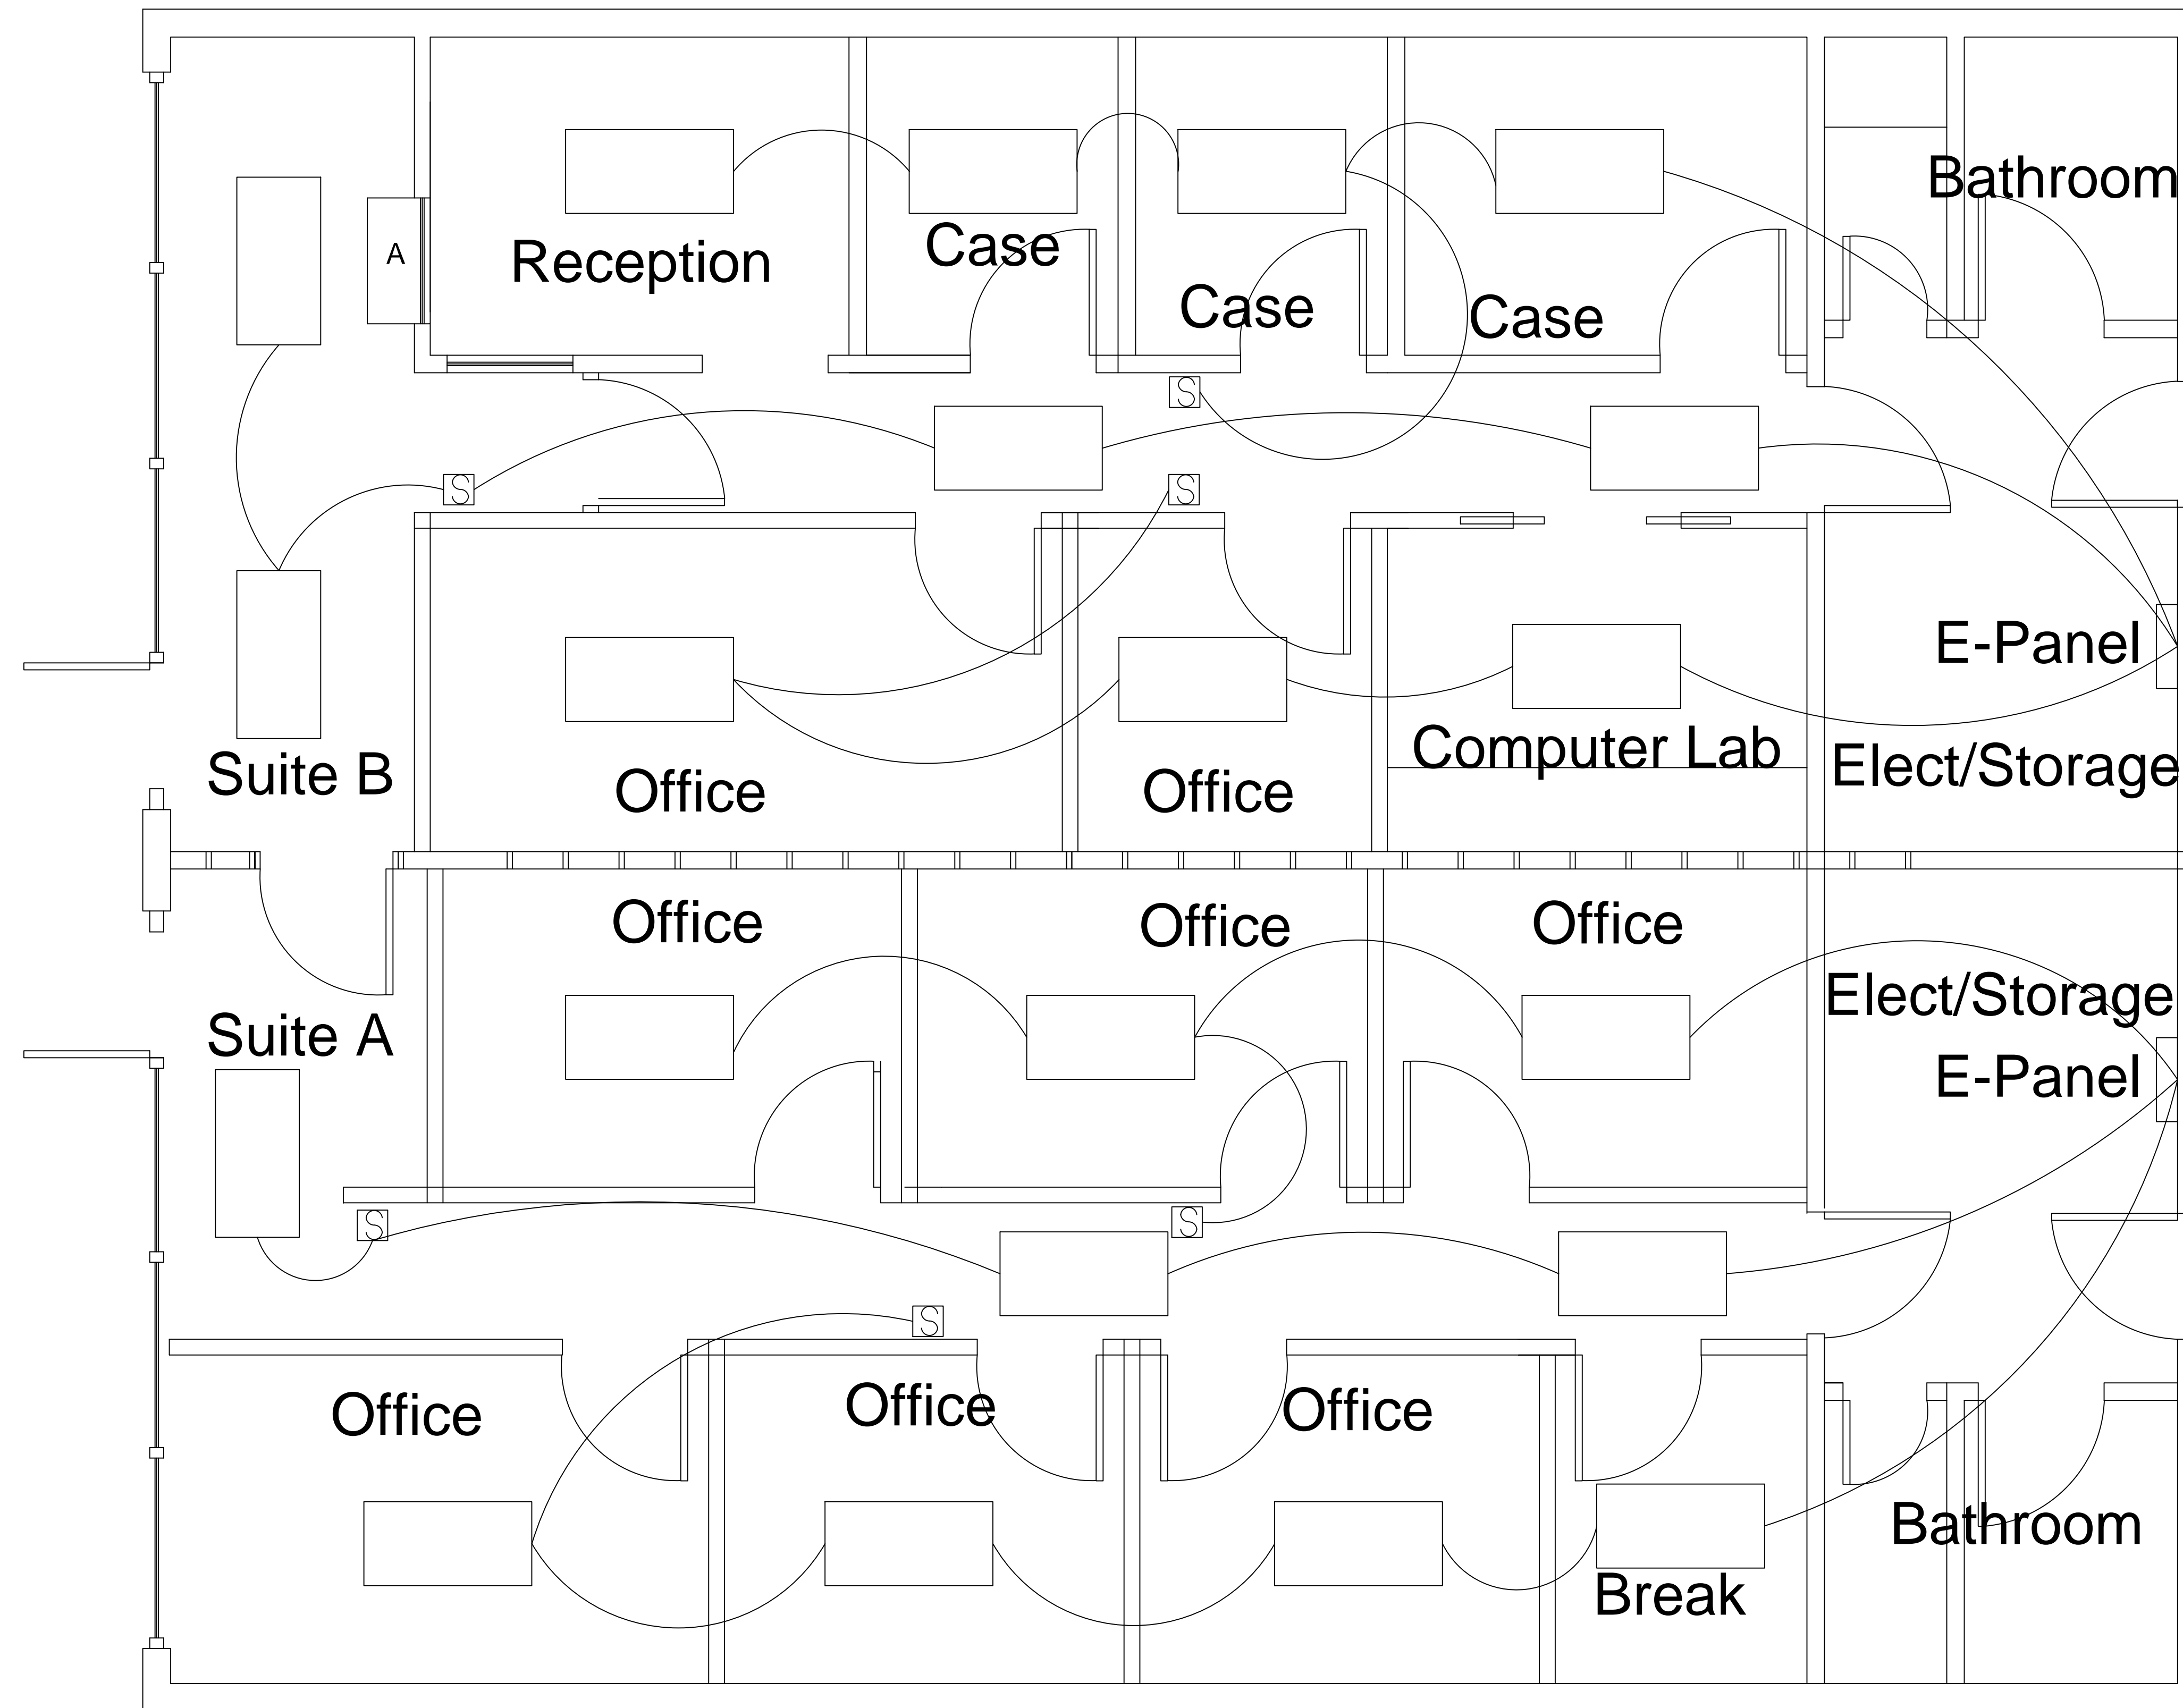 Bathroom
A
Reception
Case
Case
Case
S
S
S
E-Panel
Suite B
Office
Office
Computer Lab
Elect/Storage
Office
Office
Office
Suite A
Elect/Storage
E-Panel
S
S
S
Office
Office
Office
Break
Bathroom